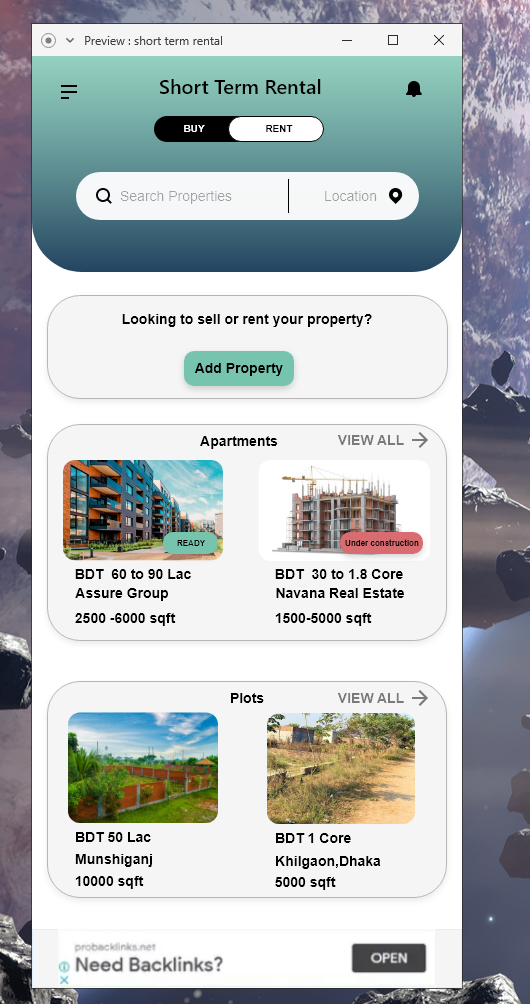 Preview : short term rental
Short Term Rental
BUY RENT
Search Properties Location
Looking to sell or rent your property?
Add Property
Apartments VIEW ALL
READY Under construction
BDT 60 to 90 Lac BDT 30 to 1.8 Core
Assure Group Navana Real Estate
2500 -6000 sqft 1500-5000 sqft
Plots VIEW ALL
BDT 50 Lac BDT 1 Core
Munshiganj Khilgaon,Dhaka
10000 sqft 5000 sqft
probacklinks.net
Need Backlinks? OPEN